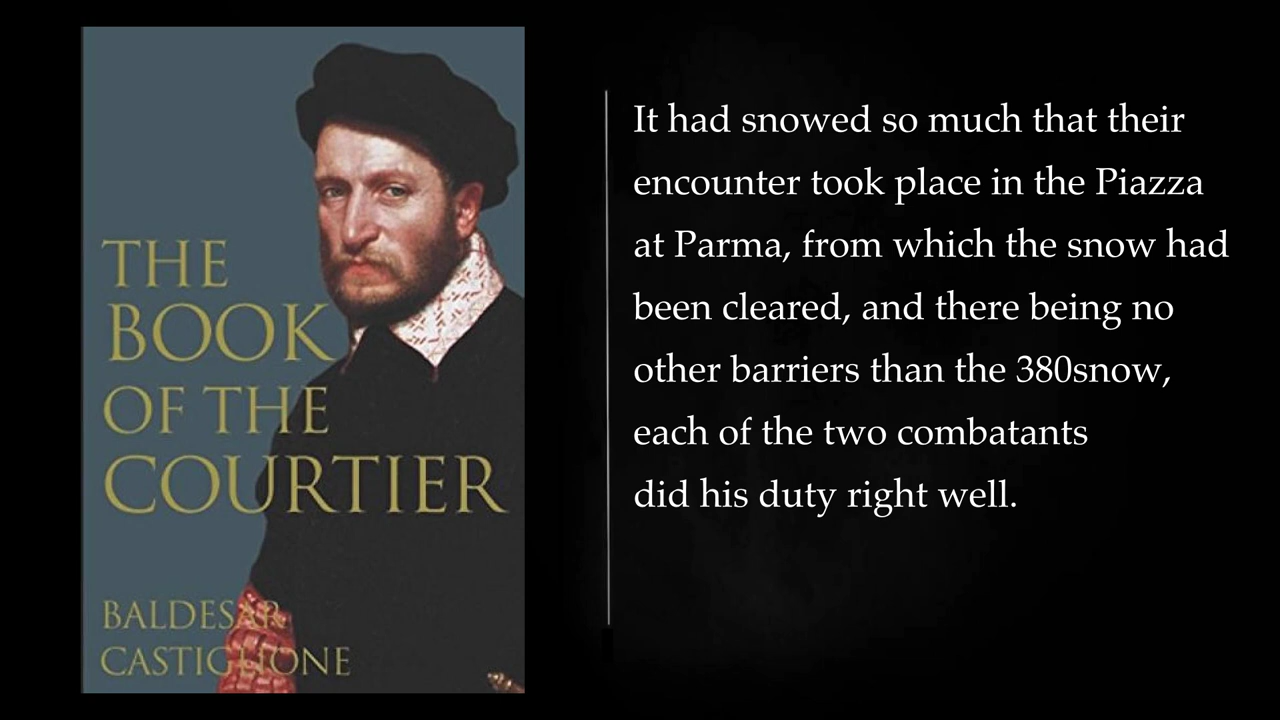 THE
BOOK
OF THE
COURTIER
BALDESAR
CASTIGLIONE
It had snowed so much that their
encounter took place in the Piazza
at Parma, from which the snow had
been cleared, and there being no
other barriers than the 380snow,
each of the two combatants
did his duty right well.